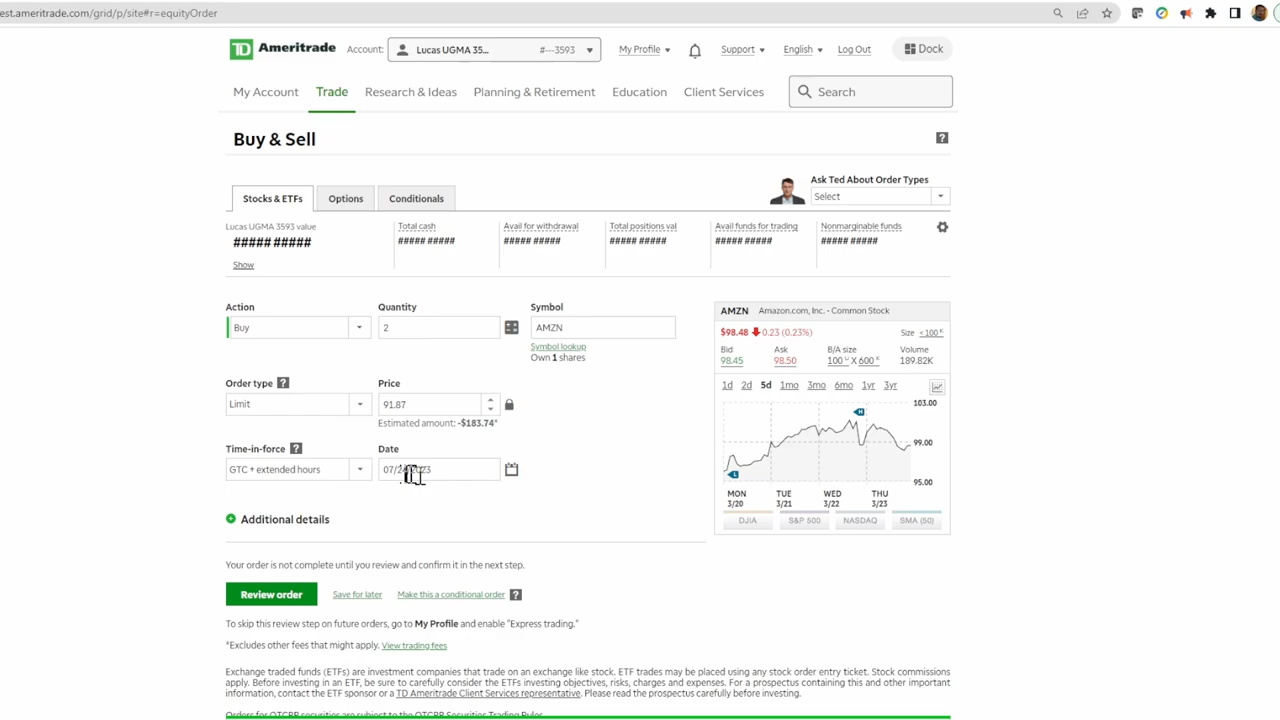 est.ameritrade.com/grid/p/site#r=equityOrder
TD Ameritrade
Account:
Lucas UGMA 35... #---3593
My Profile
Support
English
Log Out
Dock
My Account
Trade
Research & Ideas
Planning & Retirement
Education
Client Services
Search
Buy & Sell
?
Ask Ted About Order Types
Select
Stocks & ETFs
Options
Conditionals
Lucas UGMA 3593 value
##### #####
Show
Total cash
##### #####
Avail for withdrawal
##### #####
Total positions val
##### #####
Avail funds for trading
##### #####
Nonmarginable funds
##### #####
Action
Buy
Quantity
2
Symbol
AMZN
Symbol lookup
Own 1 shares
Order type ?
Limit
Price
91.87
Estimated amount: -$183.74*
Time-in-force ?
GTC + extended hours
Date
Additional details
AMZN Amazon.com, Inc. - Common Stock
$98.48 0.23 (0.23%)
Size <100 K
Bid
98.45
Ask
98.50
B/A size
100 U X 600 K
Volume
189.82K
1d 2d 5d 1mo 3mo 6mo 1yr 3yr
103.00
99.00
95.00
H
L
MON 3/20
TUE 3/21
WED 3/22
THU 3/23
DJIA
S&P 500
NASDAQ
SMA (50)
Your order is not complete until you review and confirm it in the next step.
Review order
Save for later
Make this a conditional order ?
To skip this review step on future orders, go to My Profile and enable "Express trading."
*Excludes other fees that might apply. View trading fees
Exchange traded funds (ETFs) are investment companies that trade on an exchange like stock. ETF trades may be placed using any stock order entry ticket. Stock commissions
apply. Before investing in an ETF, be sure to carefully consider the ETFs investing objectives, risks, charges and expenses. For a prospectus containing this and other important
information, contact the ETF sponsor or a TD Ameritrade Client Services representative. Please read the prospectus carefully before investing.
Orders for OTCBB securities are subject to the OTCBB Securities Trading Rules